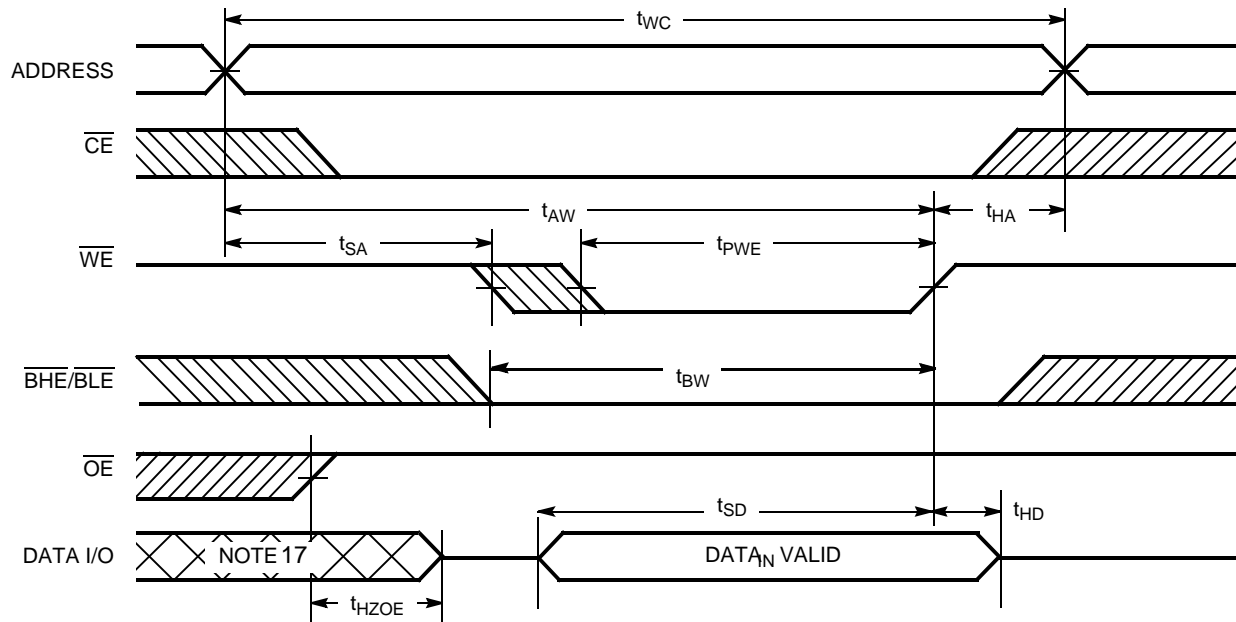 tWC
ADDRESS
CE
tAW
tHA
tSA
tPWE
WE
BHE/BLE
tBW
OE
tSD
tHD
DATA I/O
NOTE 17
DATAIN VALID
tHZOE